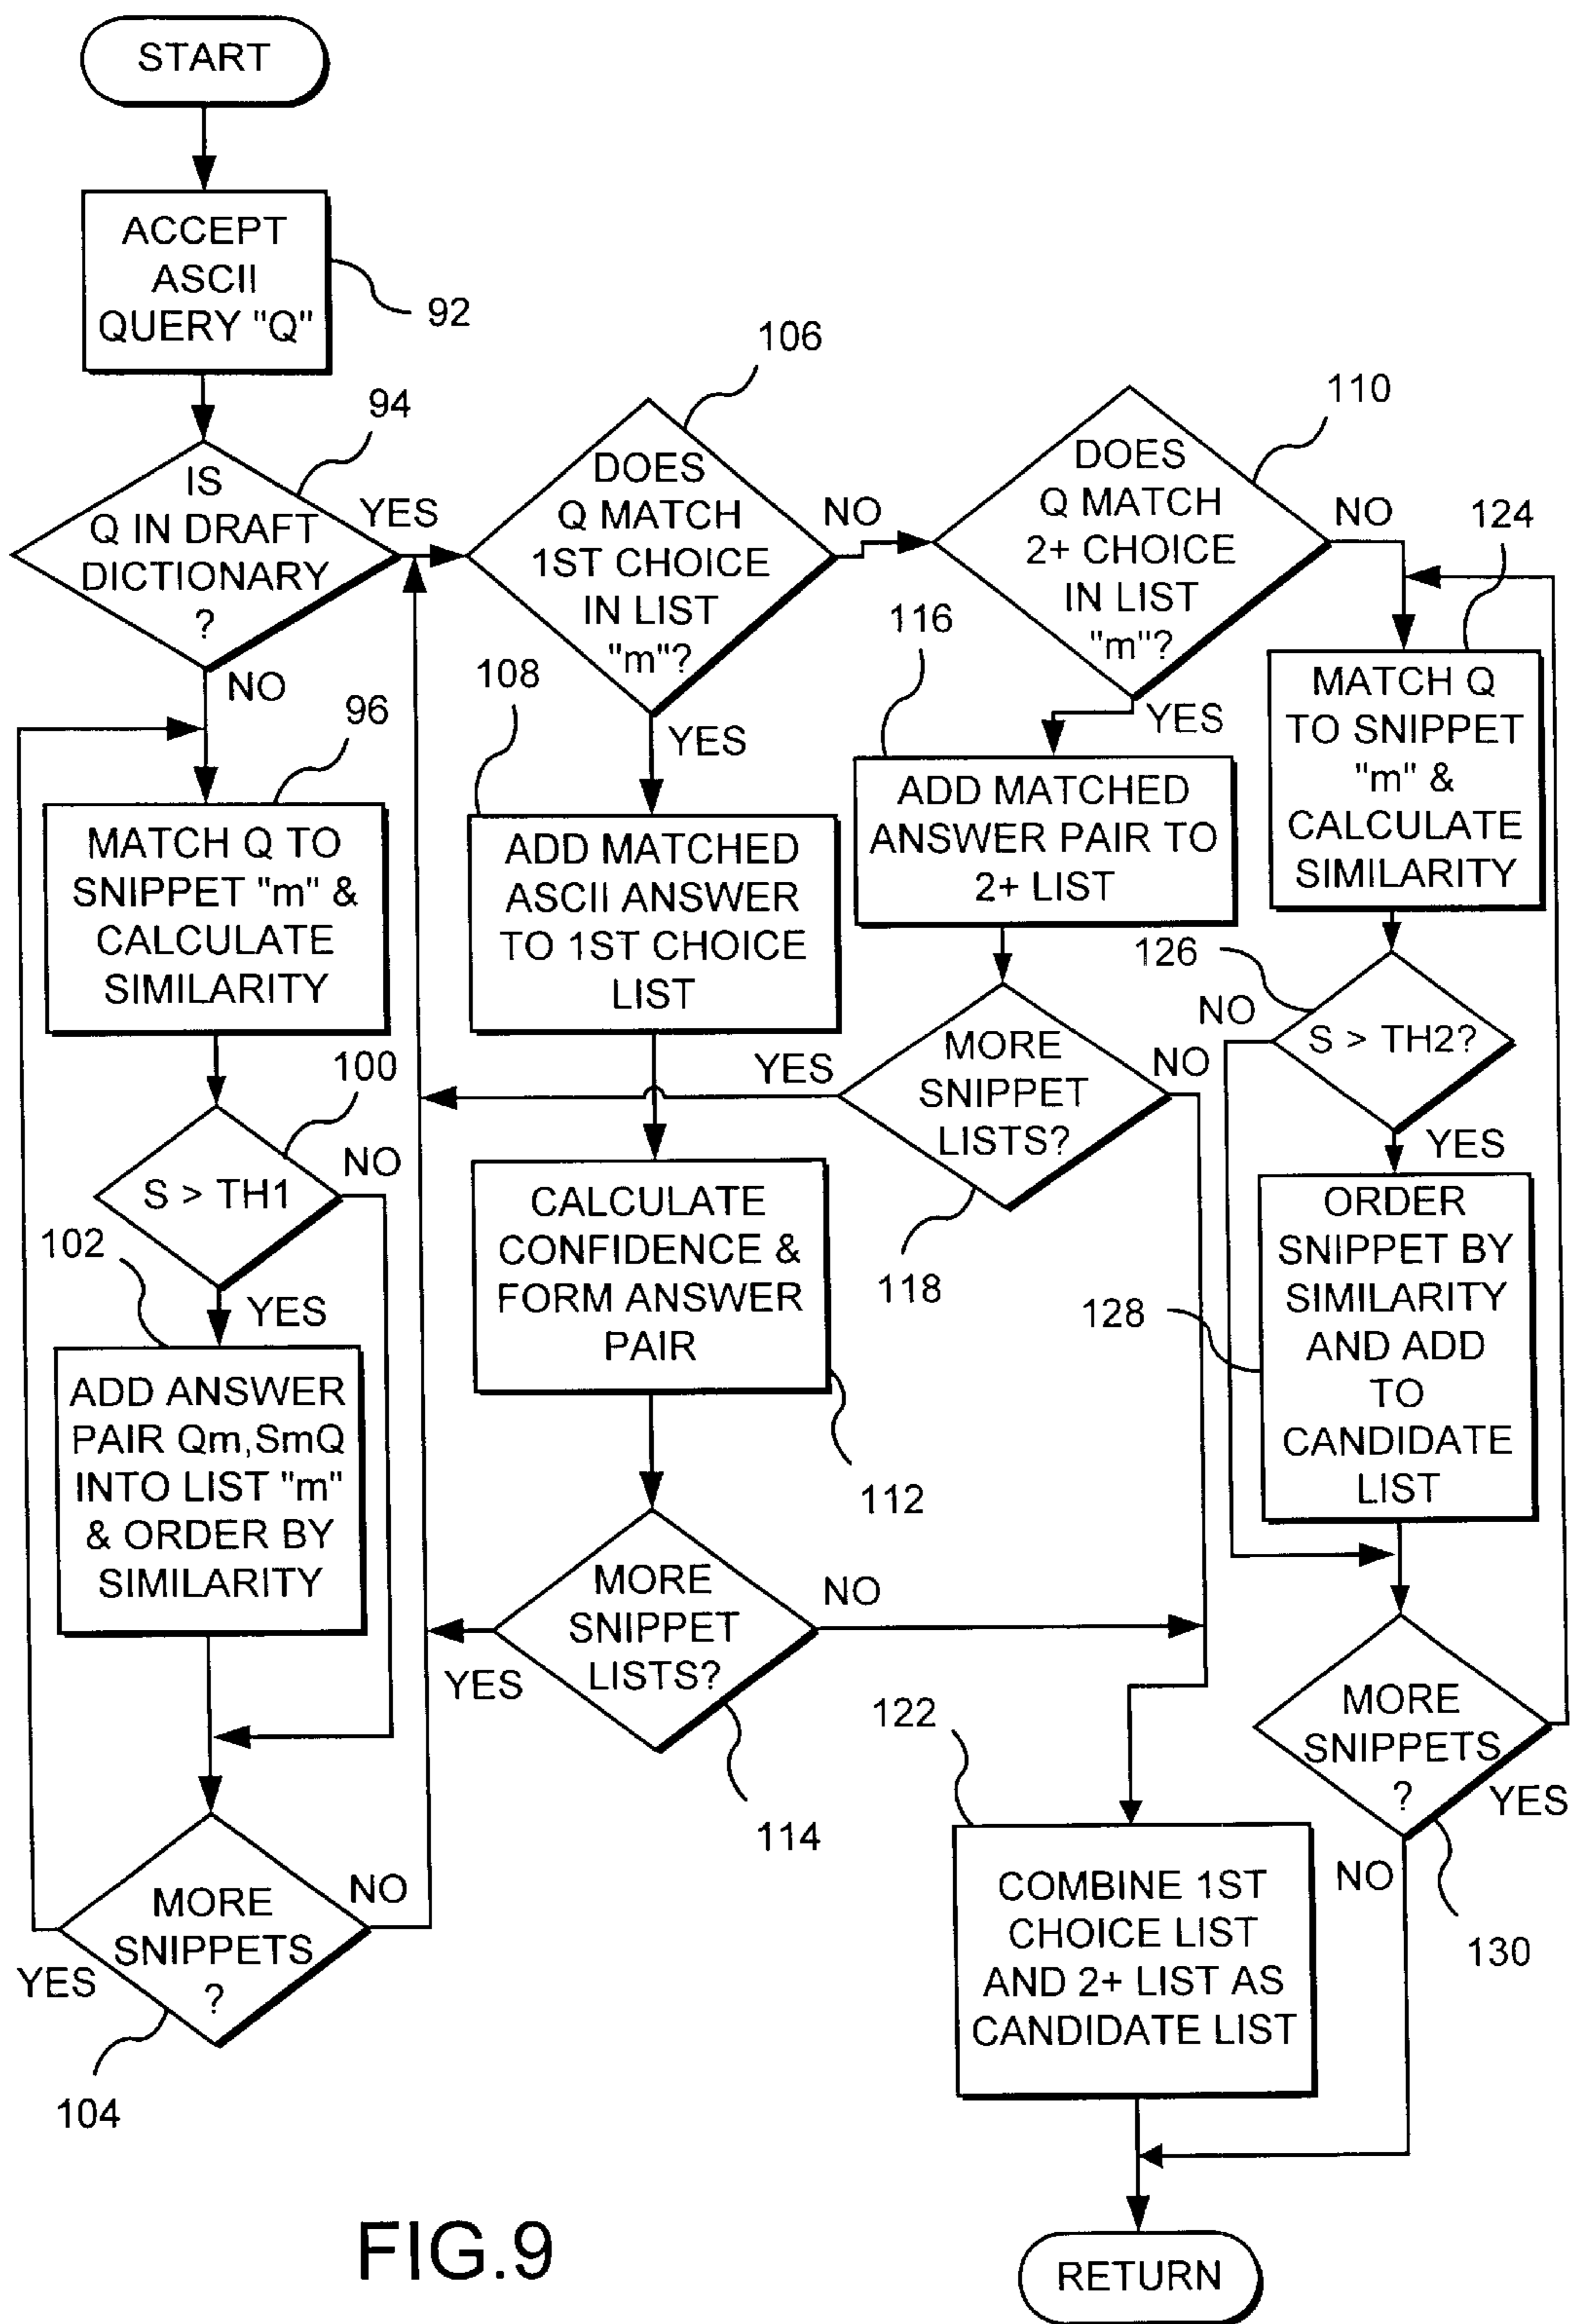 START
ACCEPT
ASCII
QUERY "Q"
92
94
IS
Q IN DRAFT
DICTIONARY
?
YES
NO
96
MATCH Q TO
SNIPPET "m" &
CALCULATE
SIMILARITY
100
S > TH1
NO
YES
102
ADD ANSWER
PAIR Qm,SmQ
INTO LIST "m"
& ORDER BY
SIMILARITY
MORE
SNIPPETS
?
NO
YES
104
106
DOES
Q MATCH
1ST CHOICE
IN LIST
"m"?
NO
YES
108
ADD MATCHED
ASCII ANSWER
TO 1ST CHOICE
LIST
CALCULATE
CONFIDENCE &
FORM ANSWER
PAIR
112
MORE
SNIPPET
LISTS?
NO
YES
114
110
DOES
Q MATCH
2+ CHOICE
IN LIST
"m"?
NO
YES
116
ADD MATCHED
ANSWER PAIR TO
2+ LIST
MORE
SNIPPET
LISTS?
YES
NO
118
122
COMBINE 1ST
CHOICE LIST
AND 2+ LIST AS
CANDIDATE LIST
124
MATCH Q
TO SNIPPET
"m" &
CALCULATE
SIMILARITY
126
NO
S > TH2?
YES
128
ORDER
SNIPPET BY
SIMILARITY
AND ADD
TO
CANDIDATE
LIST
MORE
SNIPPETS
?
YES
NO
130
RETURN
FIG.9